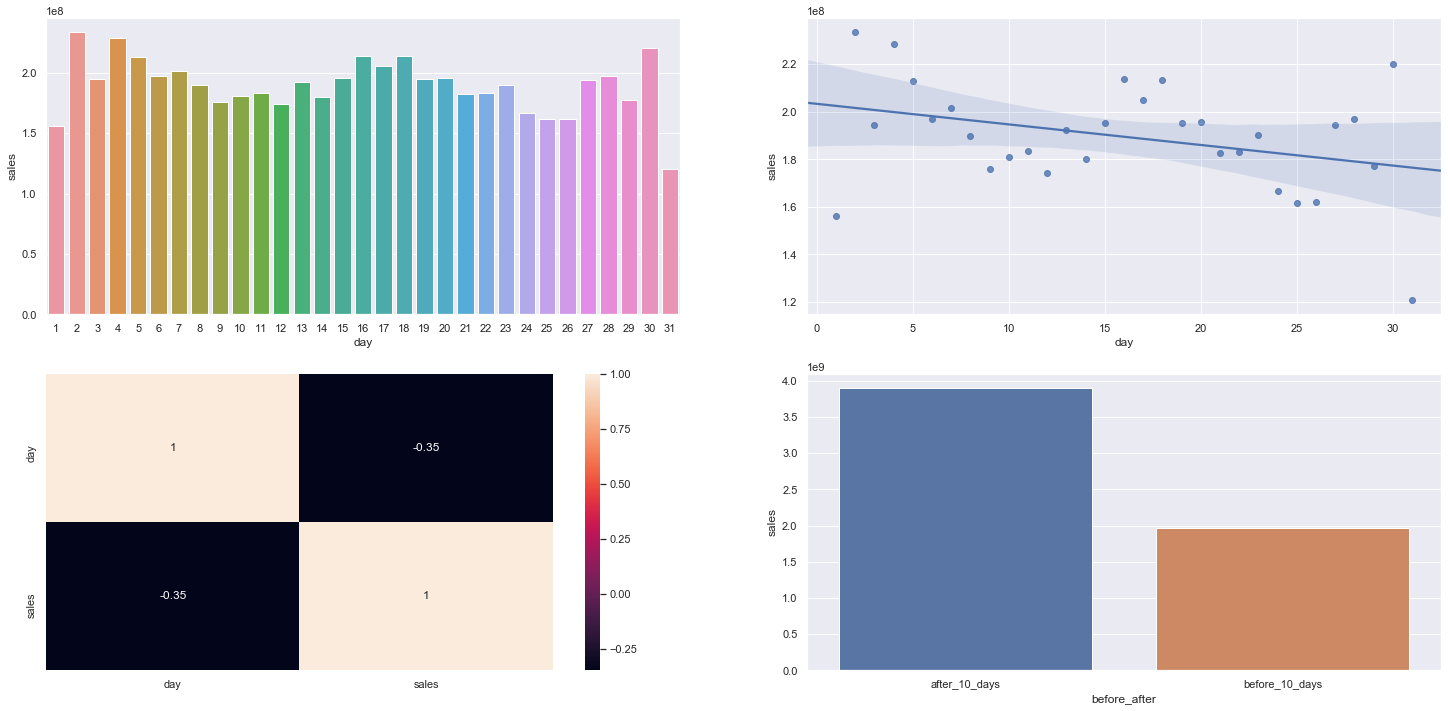 1e8
sales
2.0
1.5
1.0
0.5
0.0
1 2 3 4 5 6 7 8 9 10 11 12 13 14 15 16 17 18 19 20 21 22 23 24 25 26 27 28 29 30 31
day
1e8
sales
2.2
2.0
1.8
1.6
1.4
1.2
0 5 10 15 20 25 30
day
day
sales
1 -0.35
-0.35 1
day sales
1.00
0.75
0.50
0.25
0.00
−0.25
1e9
sales
4.0
3.5
3.0
2.5
2.0
1.5
1.0
0.5
0.0
after_10_days before_10_days
before_after